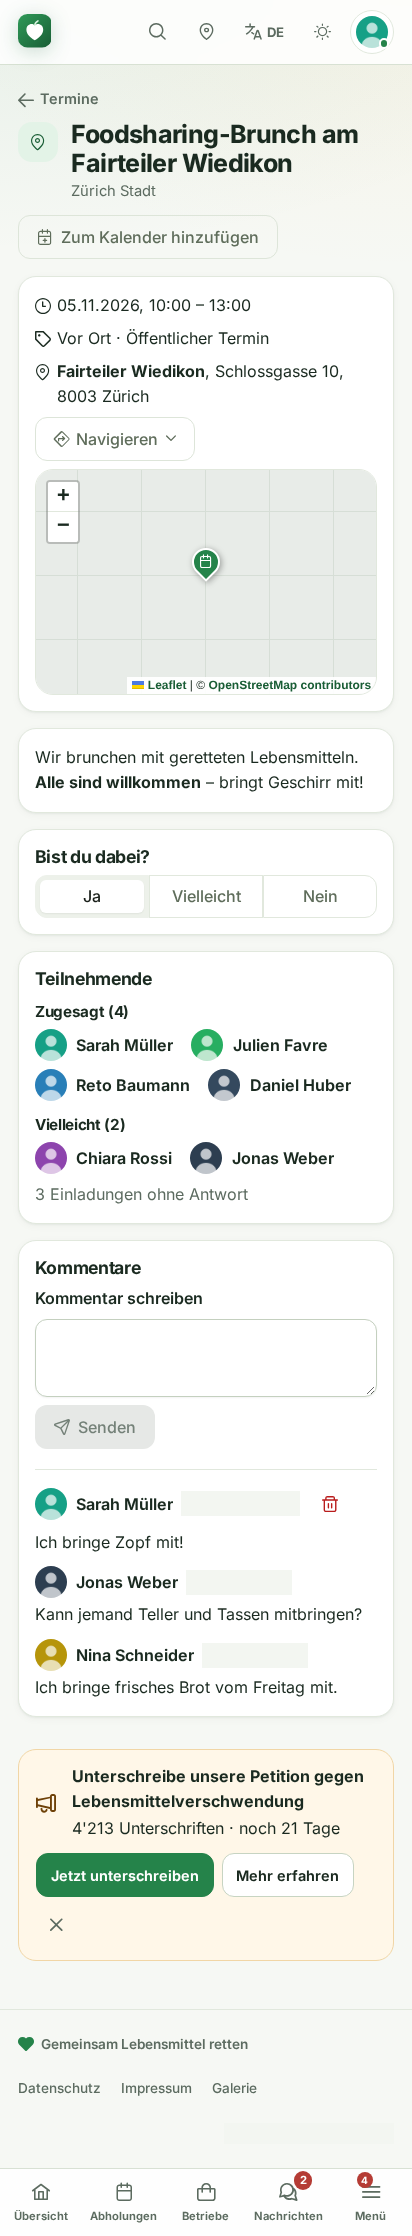 DE
Termine
Foodsharing-Brunch am
Fairteiler Wiedikon
Zürich Stadt
Zum Kalender hinzufügen
05.11.2026, 10:00 – 13:00
Vor Ort · Öffentlicher Termin
Fairteiler Wiedikon, Schlossgasse 10,
8003 Zürich
Navigieren
+
−
Leaflet | © OpenStreetMap contributors
Wir brunchen mit geretteten Lebensmitteln.
Alle sind willkommen – bringt Geschirr mit!
Bist du dabei?
Ja Vielleicht Nein
Teilnehmende
Zugesagt (4)
Sarah Müller Julien Favre
Reto Baumann Daniel Huber
Vielleicht (2)
Chiara Rossi Jonas Weber
3 Einladungen ohne Antwort
Kommentare
Kommentar schreiben
Senden
Sarah Müller
Ich bringe Zopf mit!
Jonas Weber
Kann jemand Teller und Tassen mitbringen?
Nina Schneider
Ich bringe frisches Brot vom Freitag mit.
Unterschreibe unsere Petition gegen
Lebensmittelverschwendung
4'213 Unterschriften · noch 21 Tage
Jetzt unterschreiben Mehr erfahren
Gemeinsam Lebensmittel retten
Datenschutz Impressum Galerie
2 4
Übersicht Abholungen Betriebe Nachrichten Menü